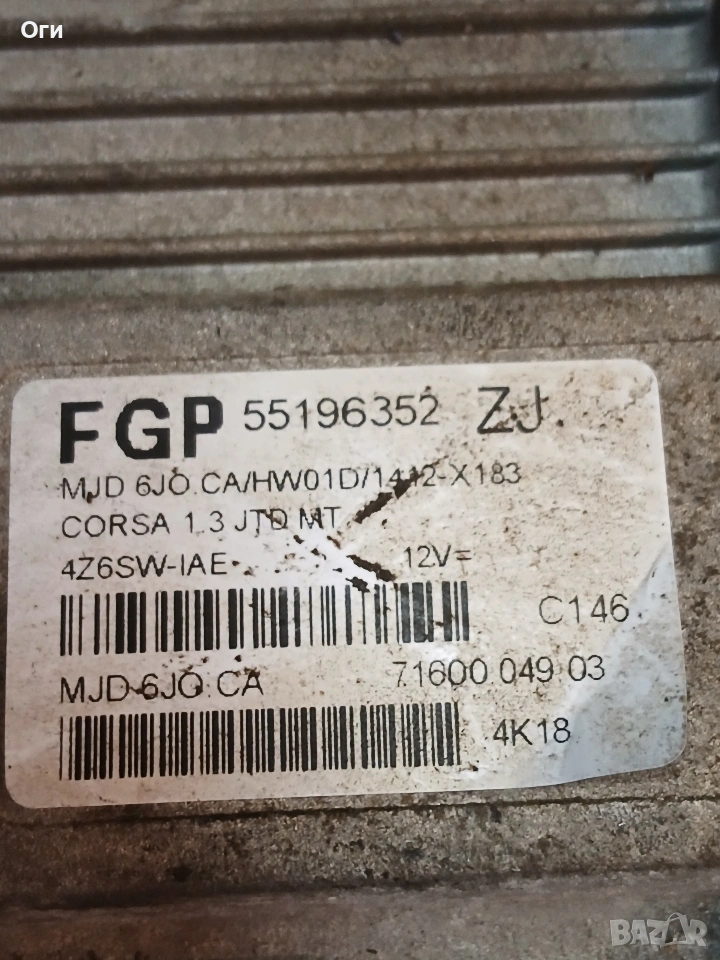 Оги
FGP 55196352 ZJ.
MJD 6JO.CA/HW01D/1412-X183
CORSA 1.3 JTD MT
4Z6SW-IAE 12V=
C146
MJD 6JO.CA 71600 049 03
4K18
BAZAR